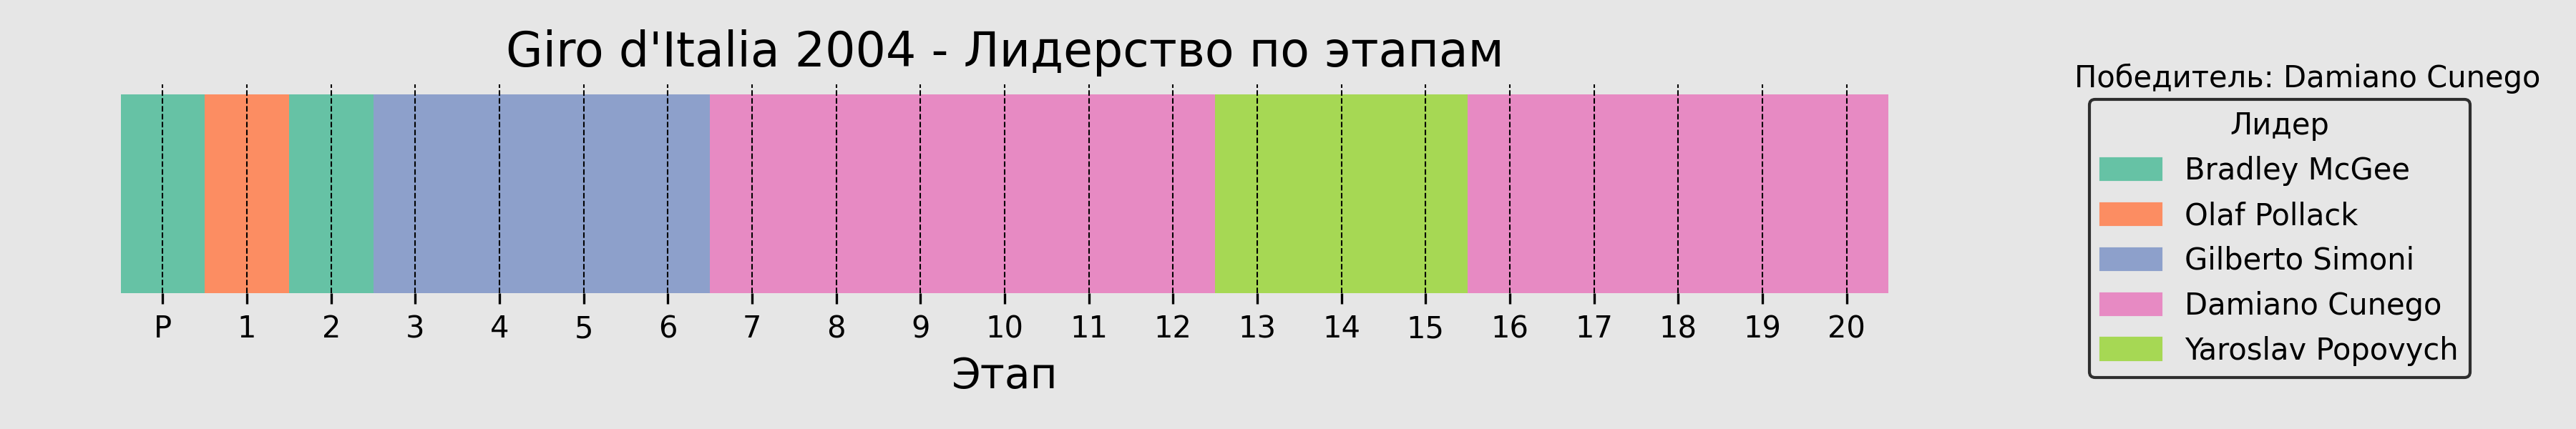 Giro d'Italia 2004 - Лидерство по этапам
P 1 2 3 4 5 6 7 8 9 10 11 12 13 14 15 16 17 18 19 20
Этап
Победитель: Damiano Cunego
Лидер
Bradley McGee
Olaf Pollack
Gilberto Simoni
Damiano Cunego
Yaroslav Popovych